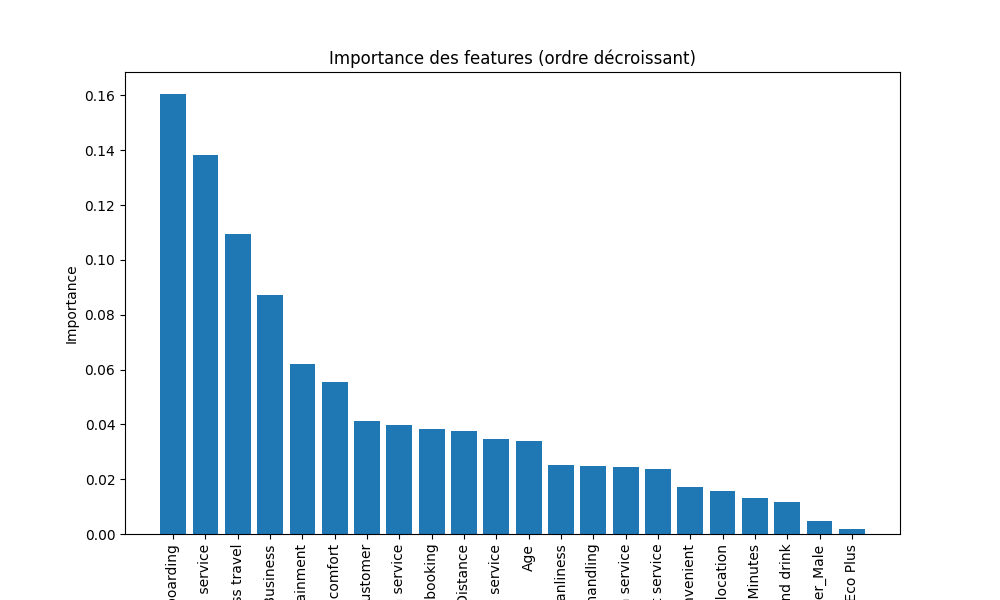 Importance des features (ordre décroissant)
Importance
0.16
0.14
0.12
0.10
0.08
0.06
0.04
0.02
0.00
oarding
service
ss travel
Business
ainment
comfort
ustomer
service
booking
Distance
service
Age
anliness
handling
service
service
nvenient
location
Minutes
nd drink
er_Male
Eco Plus